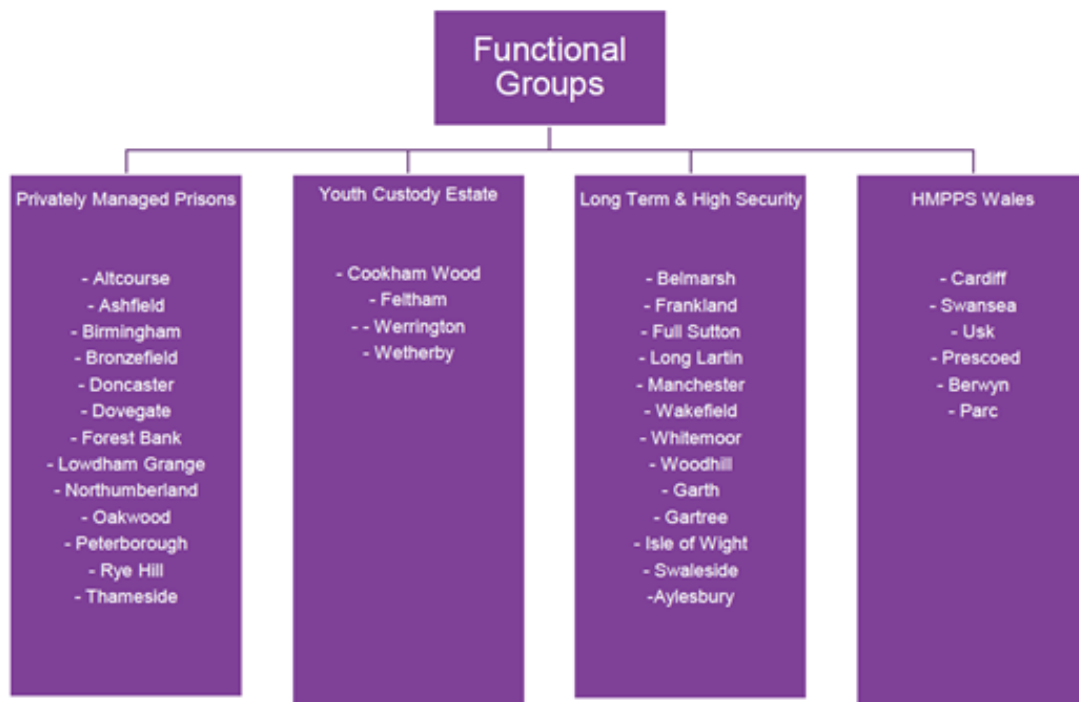 Functional
Groups
Privately Managed Prisons
- Altcourse
- Ashfield
- Birmingham
- Bronzefield
- Doncaster
- Dovegate
- Forest Bank
- Lowdham Grange
- Northumberland
- Oakwood
- Peterborough
- Rye Hill
- Thameside
Youth Custody Estate
- Cookham Wood
- Feltham
- - Werrington
- Wetherby
Long Term & High Security
- Belmarsh
- Frankland
- Full Sutton
- Long Lartin
- Manchester
- Wakefield
- Whitemoor
- Woodhill
- Garth
- Gartree
- Isle of Wight
- Swaleside
-Aylesbury
HMPPS Wales
- Cardiff
- Swansea
- Usk
- Prescoed
- Berwyn
- Parc